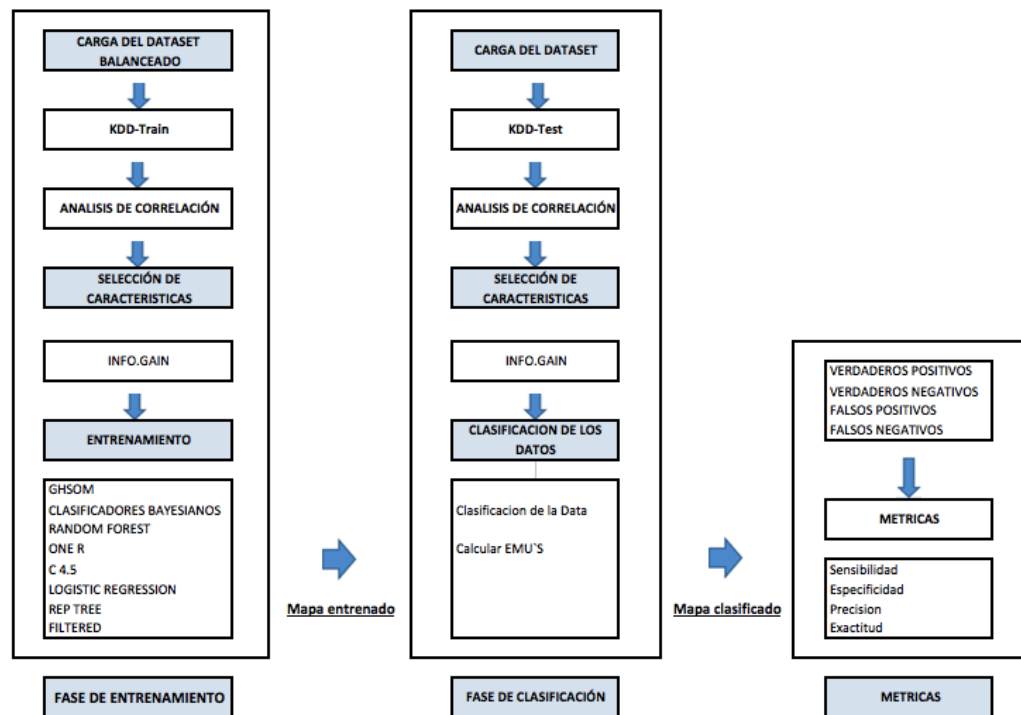 CARGA DEL DATASET
BALANCEADO
KDD-Train
ANALISIS DE CORRELACIÓN
SELECCIÓN DE
CARACTERISTICAS
INFO.GAIN
ENTRENAMIENTO
GHSOM
CLASIFICADORES BAYESIANOS
RANDOM FOREST
ONE R
C 4.5
LOGISTIC REGRESSION
REP TREE
FILTERED
FASE DE ENTRENAMIENTO
Mapa entrenado
CARGA DEL DATASET
KDD-Test
ANALISIS DE CORRELACIÓN
SELECCIÓN DE
CARACTERISTICAS
INFO.GAIN
CLASIFICACION DE LOS
DATOS
Clasificacion de la Data
Calcular EMU`S
FASE DE CLASIFICACIÓN
Mapa clasificado
VERDADEROS POSITIVOS
VERDADEROS NEGATIVOS
FALSOS POSITIVOS
FALSOS NEGATIVOS
METRICAS
Sensibilidad
Especificidad
Precision
Exactitud
METRICAS